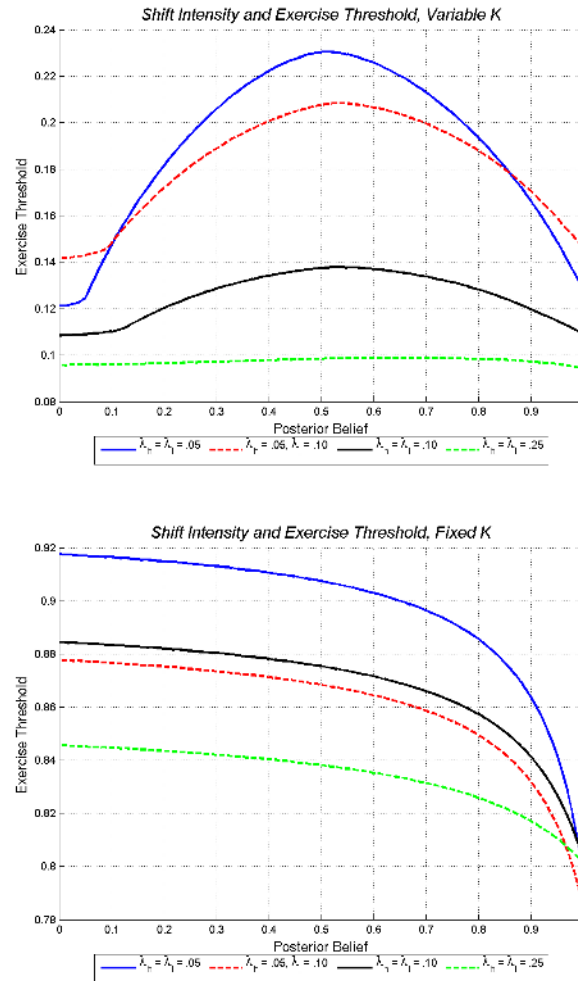 Shift Intensity and Exercise Threshold, Variable K
0.24
0.22
0.2
0.18
0.16
0.14
0.12
0.1
0.08
Exercise Threshold
0 0.1 0.2 0.3 0.4 0.5 0.6 0.7 0.8 0.9
Posterior Belief
λh = λl = .05 λh = .05, λ = .10 λh = λl = .10 λh = λl = .25
Shift Intensity and Exercise Threshold, Fixed K
0.92
0.9
0.88
0.86
0.84
0.82
0.8
0.78
Exercise Threshold
0 0.1 0.2 0.3 0.4 0.5 0.6 0.7 0.8 0.9
Posterior Belief
λh = λl = .05 λh = .05, λ = .10 λh = λl = .10 λh = λl = .25